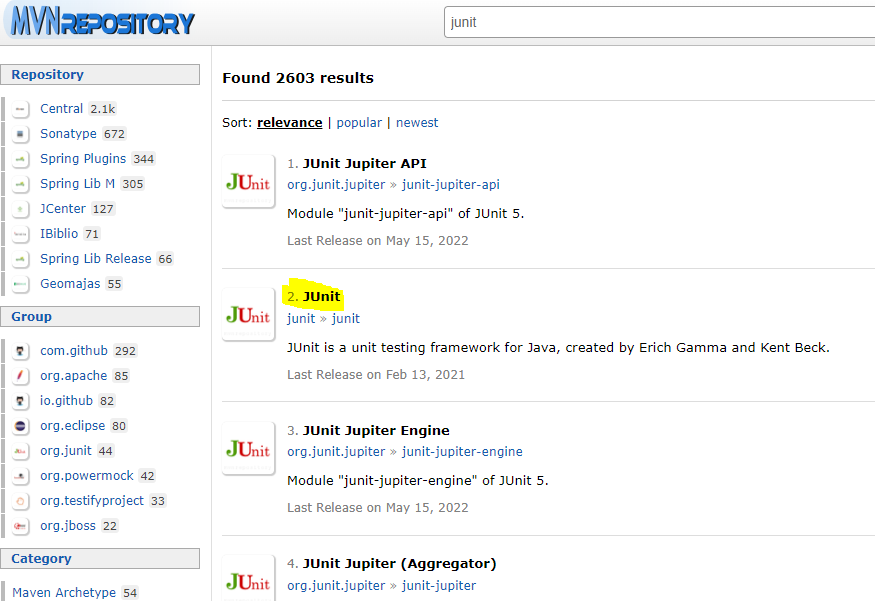 MVNREPOSITORY
junit
Repository
Central 2.1k
Sonatype 672
Spring Plugins 344
Spring Lib M 305
JCenter 127
IBiblio 71
Spring Lib Release 66
Geomajas 55
Group
com.github 292
org.apache 85
io.github 82
org.eclipse 80
org.junit 44
org.powermock 42
org.testifyproject 33
org.jboss 22
Category
Maven Archetype 54
Found 2603 results
Sort: relevance | popular | newest
JUnit
1. JUnit Jupiter API
org.junit.jupiter » junit-jupiter-api
Module "junit-jupiter-api" of JUnit 5.
Last Release on May 15, 2022
JUnit
2. JUnit
junit » junit
JUnit is a unit testing framework for Java, created by Erich Gamma and Kent Beck.
Last Release on Feb 13, 2021
JUnit
3. JUnit Jupiter Engine
org.junit.jupiter » junit-jupiter-engine
Module "junit-jupiter-engine" of JUnit 5.
Last Release on May 15, 2022
JUnit
4. JUnit Jupiter (Aggregator)
org.junit.jupiter » junit-jupiter